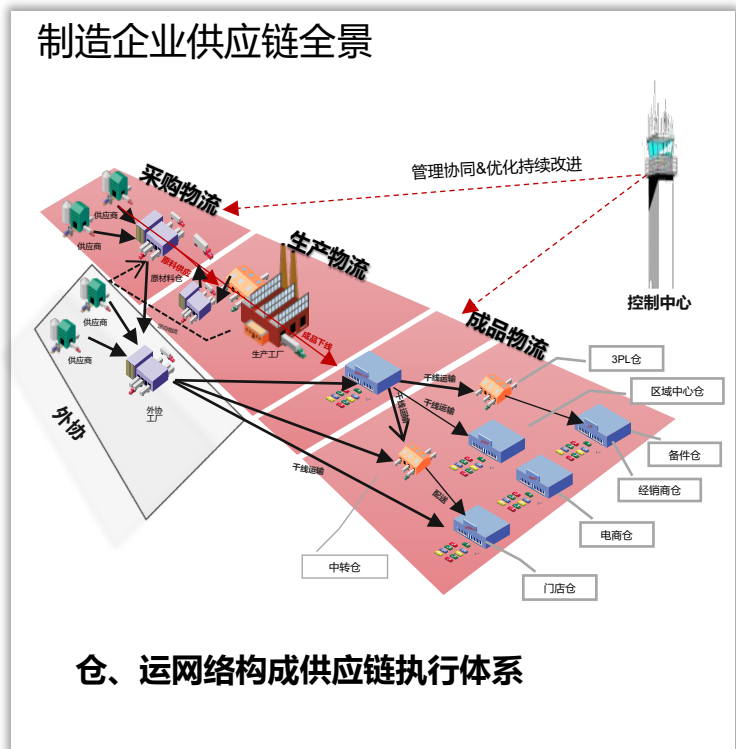 制造企业供应链全景
管理协同&优化持续改进
采购物流
供应商
供应商
原料供应
原材料仓
生产物流
生产工厂
成品下线
控制中心
成品物流
供应商
供应商
外协
外协
工厂
干线运输
干线运输
干线运输
干线运输
配送
3PL仓
区域中心仓
备件仓
经销商仓
电商仓
门店仓
中转仓
仓、运网络构成供应链执行体系